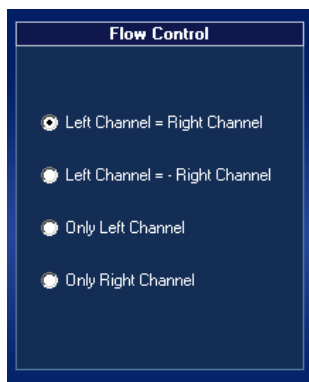 Flow Control
Left Channel = Right Channel
Left Channel = - Right Channel
Only Left Channel
Only Right Channel